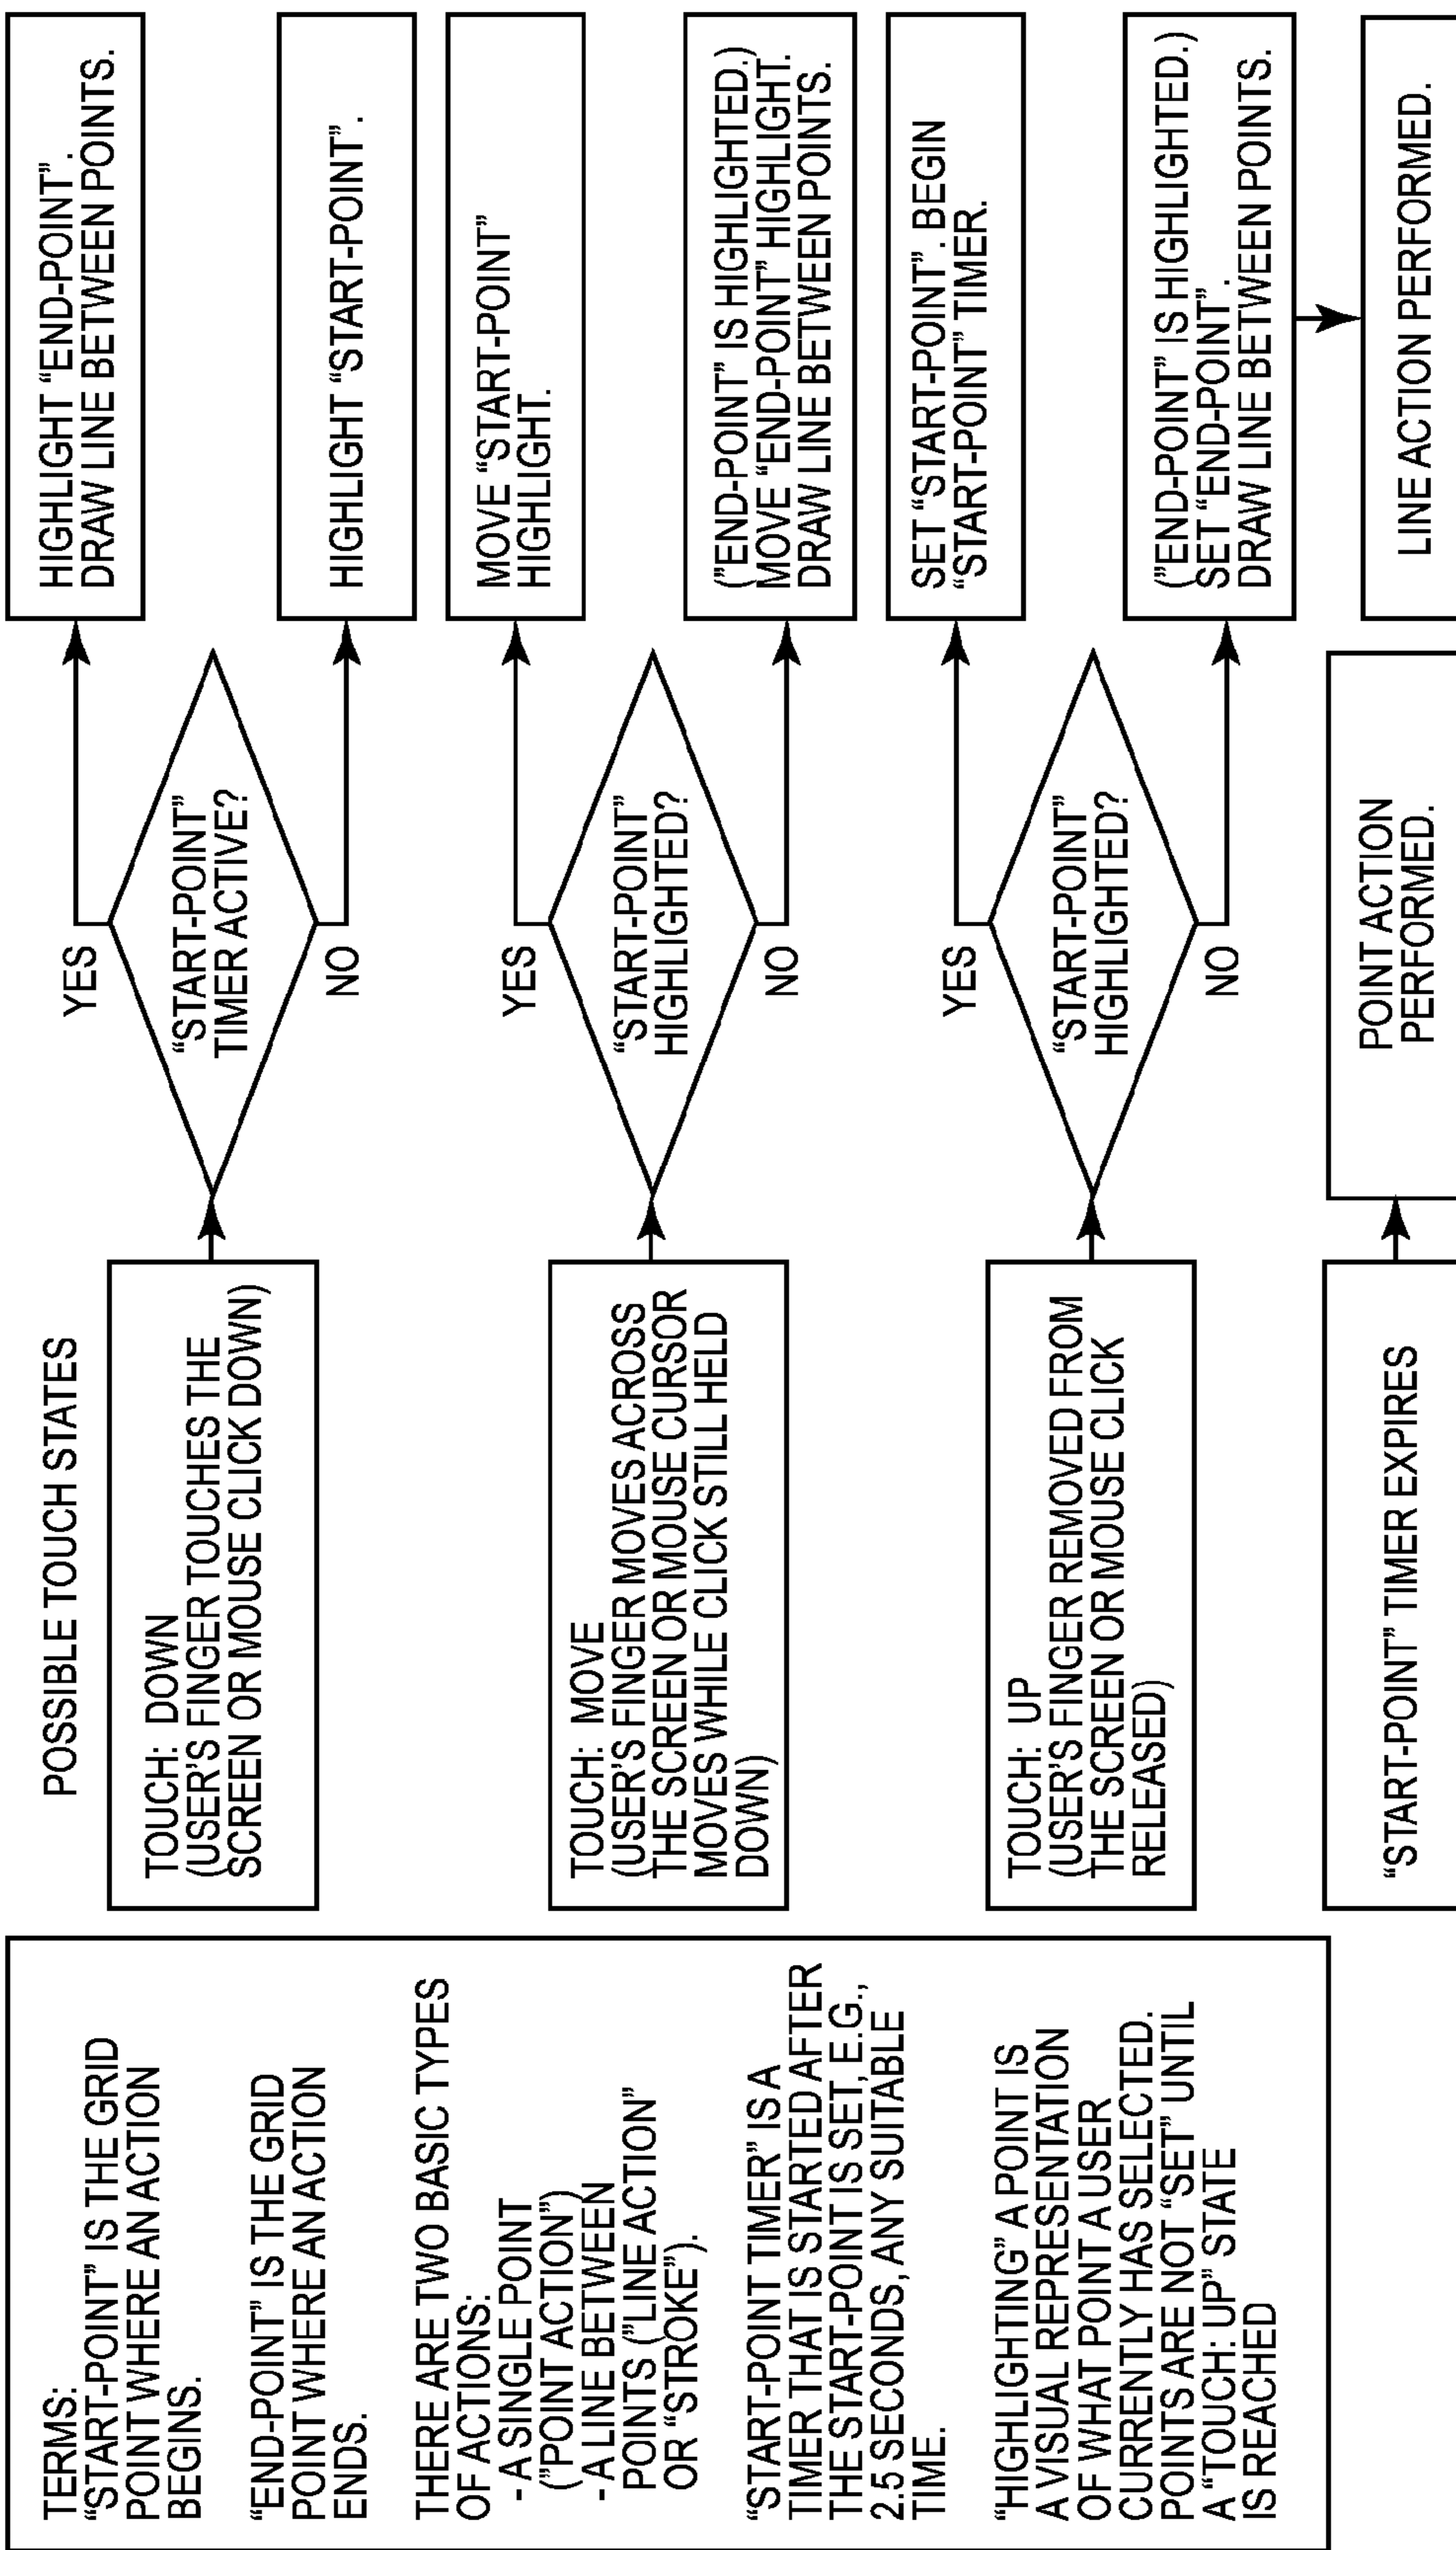 TERMS:
“START-POINT” IS THE GRID
POINT WHERE AN ACTION
BEGINS.
“END-POINT” IS THE GRID
POINT WHERE AN ACTION
ENDS.
THERE ARE TWO BASIC TYPES
OF ACTIONS:
- A SINGLE POINT
(”POINT ACTION”)
- A LINE BETWEEN
POINTS (”LINE ACTION”
OR “STROKE”).
“START-POINT TIMER” IS A
TIMER THAT IS STARTED AFTER
THE START-POINT IS SET, E.G.,
2.5 SECONDS, ANY SUITABLE
TIME.
“HIGHLIGHTING” A POINT IS
A VISUAL REPRESENTATION
OF WHAT POINT A USER
CURRENTLY HAS SELECTED.
POINTS ARE NOT “SET” UNTIL
A “TOUCH: UP” STATE
IS REACHED
POSSIBLE TOUCH STATES
TOUCH: DOWN
(USER'S FINGER TOUCHES THE
SCREEN OR MOUSE CLICK DOWN)
“START-POINT”
TIMER ACTIVE?
YES
HIGHLIGHT “END-POINT”.
DRAW LINE BETWEEN POINTS.
NO
HIGHLIGHT “START-POINT”.
TOUCH: MOVE
(USER'S FINGER MOVES ACROSS
THE SCREEN OR MOUSE CURSOR
MOVES WHILE CLICK STILL HELD
DOWN)
“START-POINT”
HIGHLIGHTED?
YES
MOVE “START-POINT”
HIGHLIGHT.
NO
(”END-POINT” IS HIGHLIGHTED.)
MOVE “END-POINT” HIGHLIGHT.
DRAW LINE BETWEEN POINTS.
TOUCH: UP
(USER'S FINGER REMOVED FROM
THE SCREEN OR MOUSE CLICK
RELEASED)
“START-POINT”
HIGHLIGHTED?
YES
SET “START-POINT”. BEGIN
“START-POINT” TIMER.
NO
(”END-POINT” IS HIGHLIGHTED.)
SET “END-POINT”.
DRAW LINE BETWEEN POINTS.
LINE ACTION PERFORMED.
“START-POINT” TIMER EXPIRES
POINT ACTION
PERFORMED.